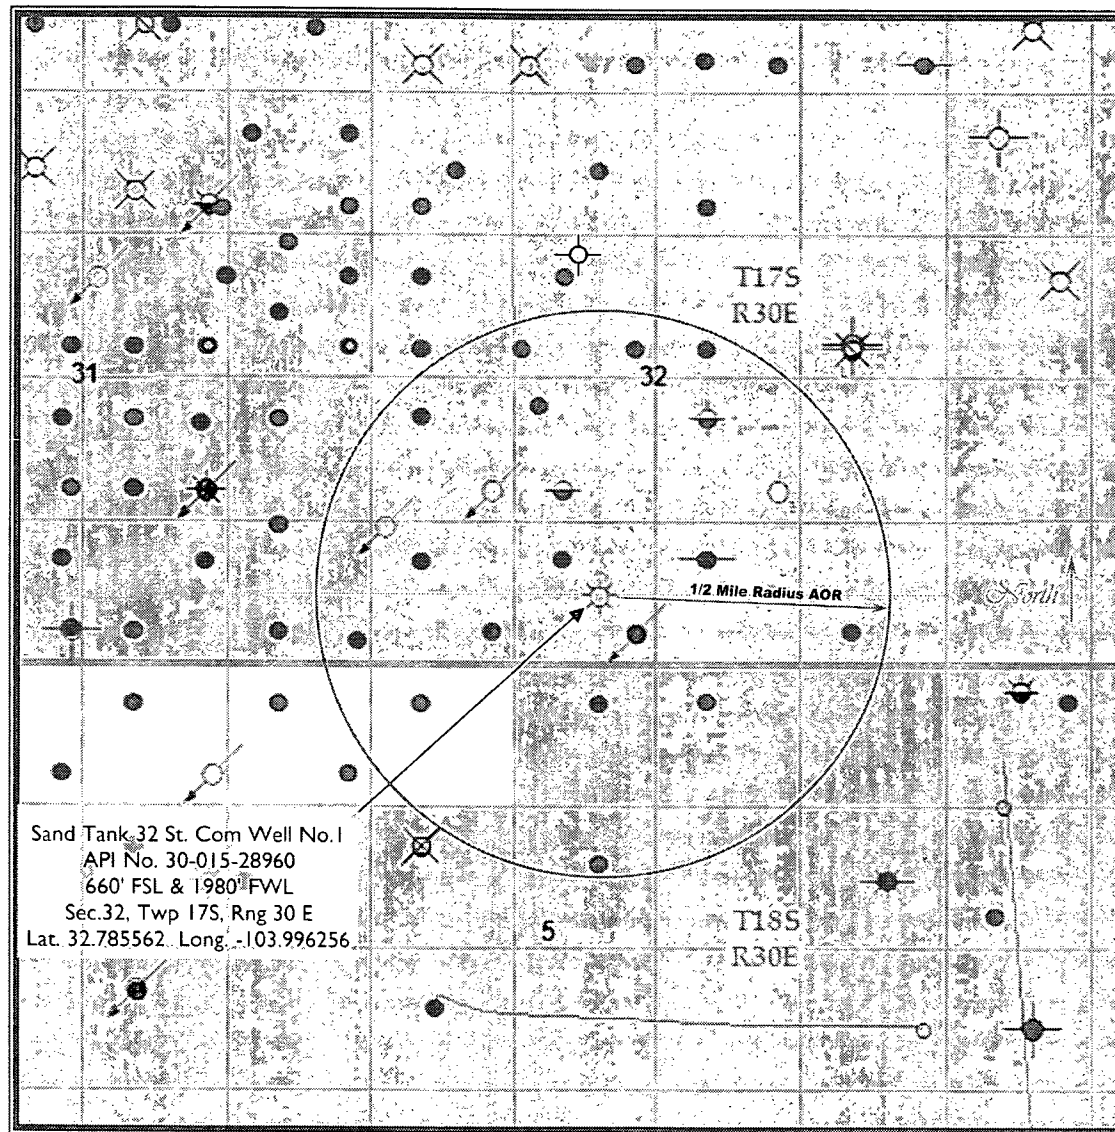 T17S
R30E
31
32
1/2 Mile Radius AOR
North
Sand Tank 32 St. Com Well No.1
API No. 30-015-28960
660' FSL & 1980' FWL
Sec.32, Twp 17S, Rng 30 E
Lat. 32.785562 Long. -103.996256
5
T18S
R30E